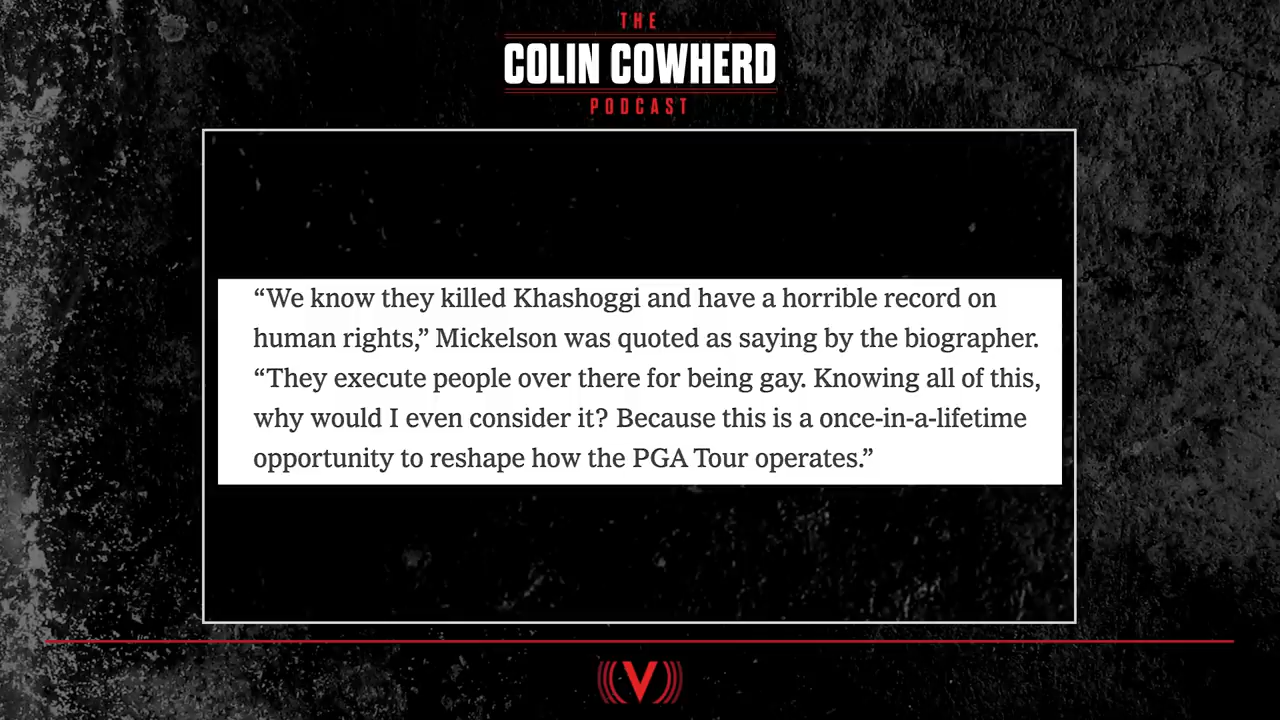 THE
COLIN COWHERD
PODCAST
“We know they killed Khashoggi and have a horrible record on
human rights,” Mickelson was quoted as saying by the biographer.
“They execute people over there for being gay. Knowing all of this,
why would I even consider it? Because this is a once-in-a-lifetime
opportunity to reshape how the PGA Tour operates.”
V